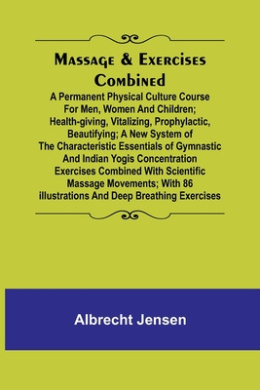 Massage & Exercises
Combined
A Permanent Physical Culture Course
For Men, Women And Children;
Health-giving, Vitalizing, Prophylactic,
Beautifying; A New System of
The Characteristic Essentials of Gymnastic
And Indian Yogis Concentration
Exercises Combined With Scientific
Massage Movements; With 86
illustrations And Deep Breathing Exercises
Albrecht Jensen